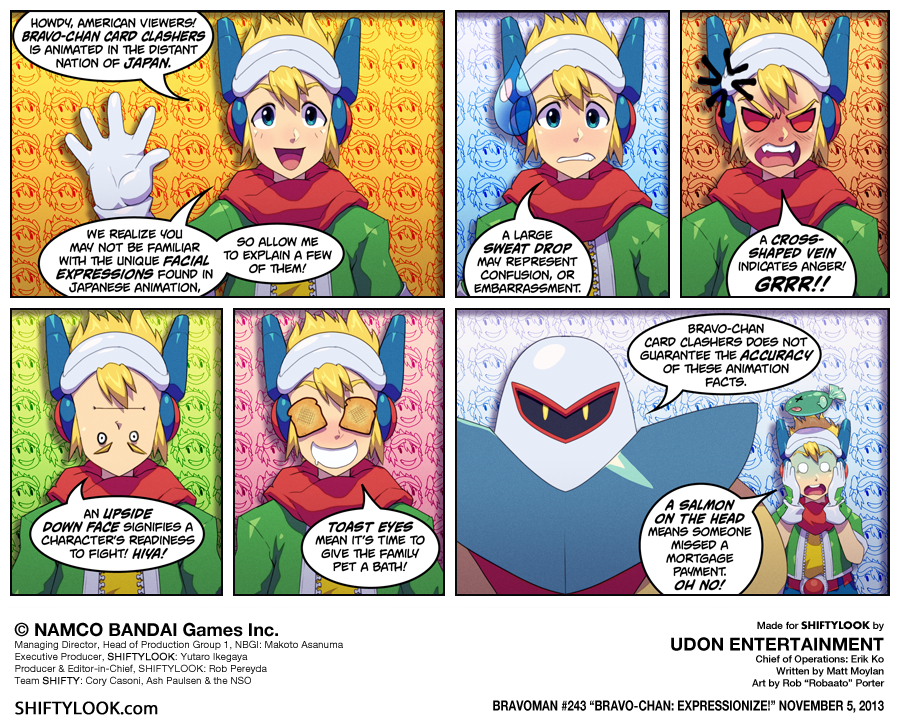 HOWDY, AMERICAN VIEWERS!
BRAVO-CHAN CARD CLASHERS
IS ANIMATED IN THE DISTANT
NATION OF JAPAN.
WE REALIZE YOU
MAY NOT BE FAMILIAR
WITH THE UNIQUE FACIAL
EXPRESSIONS FOUND IN
JAPANESE ANIMATION,
SO ALLOW ME
TO EXPLAIN A FEW
OF THEM!
A LARGE
SWEAT DROP
MAY REPRESENT
CONFUSION, OR
EMBARRASSMENT.
A CROSS-
SHAPED VEIN
INDICATES ANGER!
GRRR!!
AN UPSIDE
DOWN FACE SIGNIFIES A
CHARACTER'S READINESS
TO FIGHT! HIYA!
TOAST EYES
MEAN IT'S TIME TO
GIVE THE FAMILY
PET A BATH!
BRAVO-CHAN
CARD CLASHERS DOES NOT
GUARANTEE THE ACCURACY
OF THESE ANIMATION
FACTS.
A SALMON
ON THE HEAD
MEANS SOMEONE
MISSED A
MORTGAGE
PAYMENT.
OH NO!
© NAMCO BANDAI Games Inc.
Managing Director, Head of Production Group 1, NBGI: Makoto Asanuma
Executive Producer, SHIFTYLOOK: Yutaro Ikegaya
Producer & Editor-in-Chief, SHIFTYLOOK: Rob Pereyda
Team SHIFTY: Cory Casoni, Ash Paulsen & the NSO
SHIFTYLOOK.com
Made for SHIFTYLOOK by
UDON ENTERTAINMENT
Chief of Operations: Erik Ko
Written by Matt Moylan
Art by Rob "Robaato" Porter
BRAVOMAN #243 "BRAVO-CHAN: EXPRESSIONIZE!" NOVEMBER 5, 2013